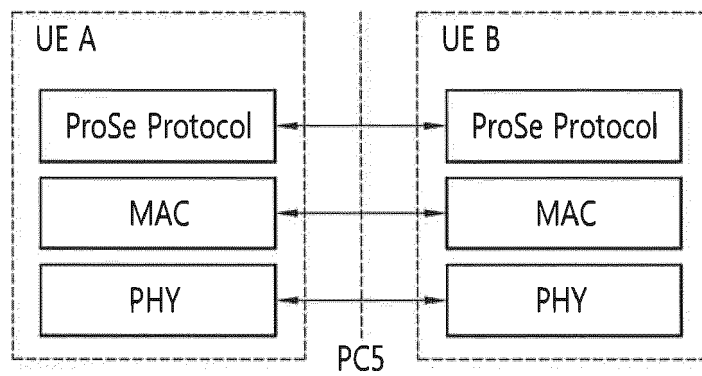 UE A
UE B
ProSe Protocol
ProSe Protocol
MAC
MAC
PHY
PHY
PC5